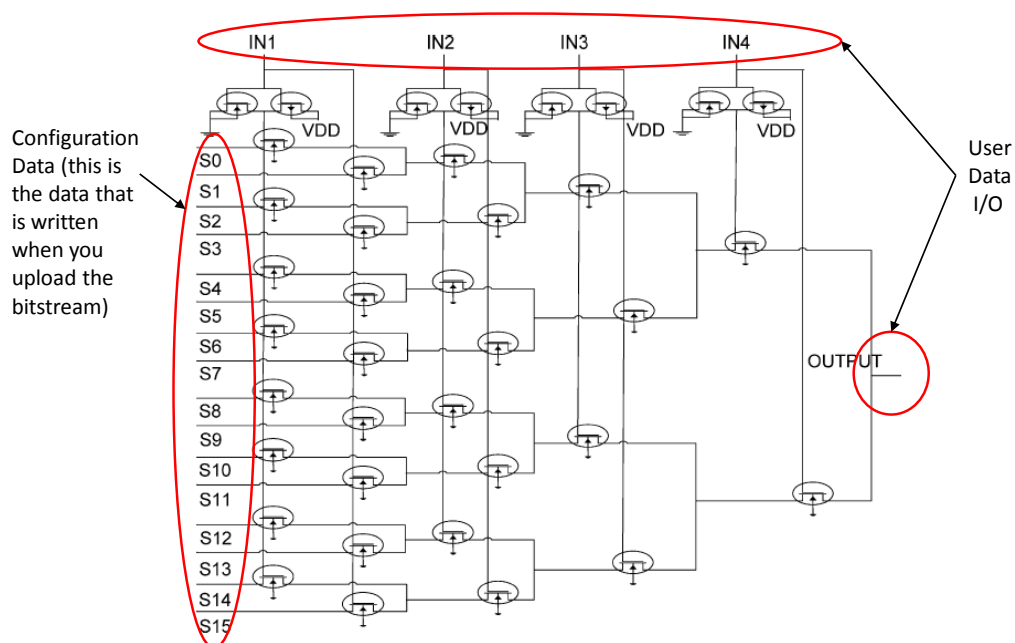 IN1 IN2 IN3 IN4
VDD VDD VDD VDD
Configuration
Data (this is
the data that
is written
when you
upload the
bitstream)
S0
S1
S2
S3
S4
S5
S6
S7
S8
S9
S10
S11
S12
S13
S14
S15
User
Data
I/O
OUTPUT